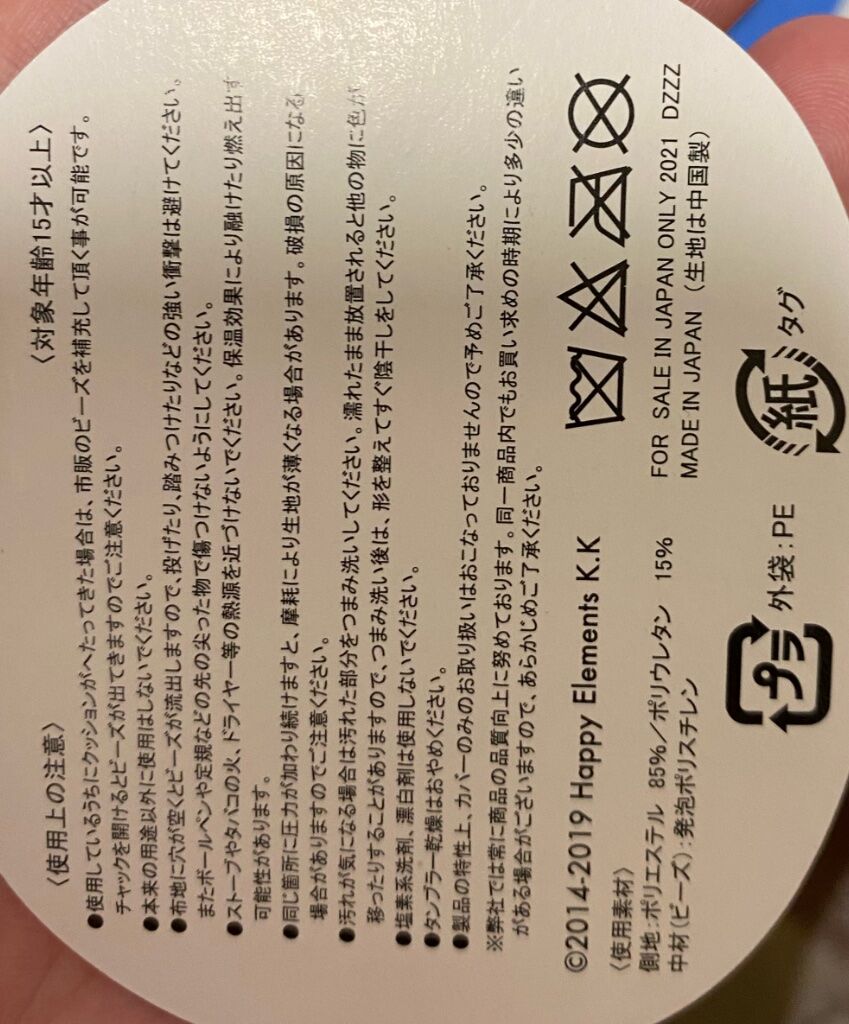 〈使用上の注意〉 〈対象年齢15才以上〉
●使用しているうちにクッションがへたってきた場合は、市販のビーズを補充して頂く事が可能です。
チャックを開けるとビーズが出てきますのでご注意ください。
●本来の用途以外に使用はしないでください。
●布地に穴が空くとビーズが流出しますので、投げたり、踏みつけたりなどの強い衝撃は避けてください。
またボールペンや定規などの先の尖った物で傷つけないようにしてください。
●ストーブやタバコの火、ドライヤー等の熱源を近づけないでください。保温効果により融けたり燃え出す
可能性があります。
●同じ箇所に圧力が加わり続けますと、摩耗により生地が薄くなる場合があります。破損の原因になる
場合がありますのでご注意ください。
●汚れが気になる場合は汚れた部分をつまみ洗いしてください。濡れたまま放置されると他の物に色が
移ったりすることがありますので、つまみ洗い後は、形を整えてすぐ陰干しをしてください。
●塩素系洗剤、漂白剤は使用しないでください。
●タンブラー乾燥はおやめください。
●製品の特性上、カバーのみのお取り扱いはおこなっておりませんので予めご了承ください。
※弊社では常に商品の品質向上に努めております。同一商品内でもお買い求めの時期により多少の違い
がある場合がございますので、あらかじめご了承ください。
©2014-2019 Happy Elements K.K
〈使用素材〉
側地:ポリエステル 85%/ポリウレタン 15%
中材(ビーズ):発泡ポリスチレン
FOR SALE IN JAPAN ONLY 2021 DZZZ
MADE IN JAPAN (生地は中国製)
プラ 外袋:PE
紙 タグ